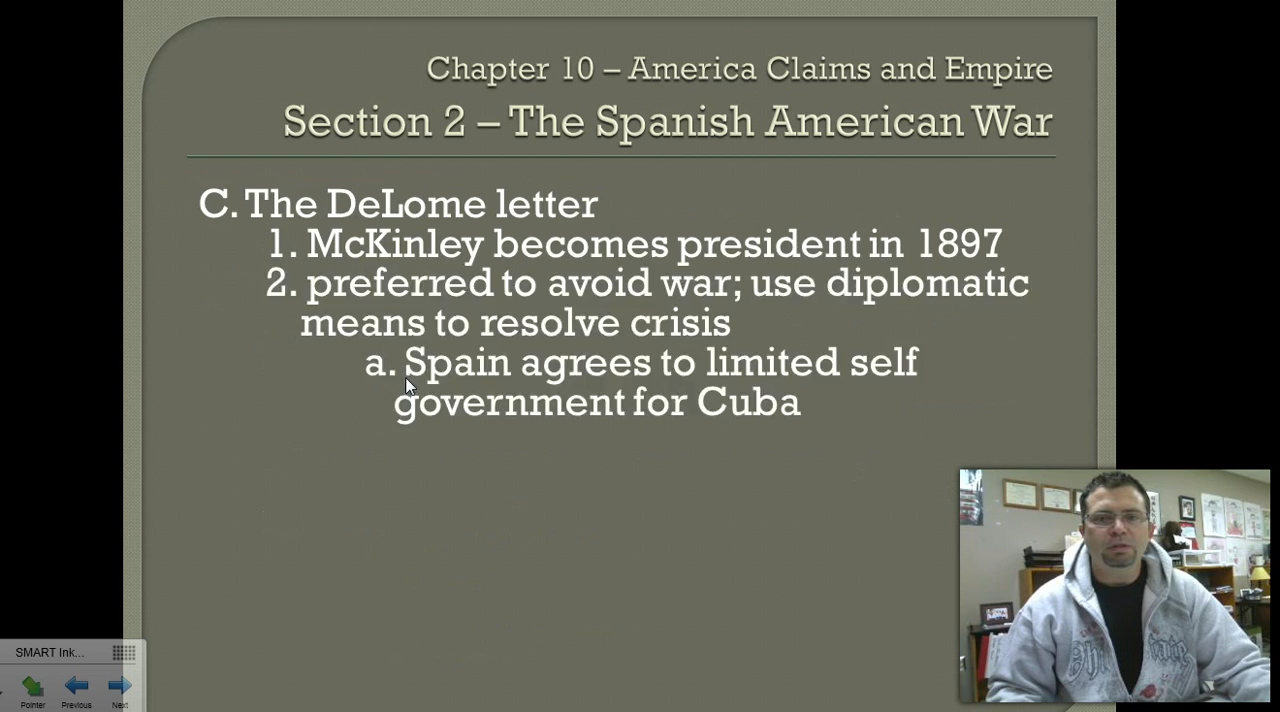 Chapter 10 – America Claims and Empire
Section 2 – The Spanish American War
C. The DeLome letter
1. McKinley becomes president in 1897
2. preferred to avoid war; use diplomatic
means to resolve crisis
a. Spain agrees to limited self
government for Cuba
SMART Ink...
Pointer Previous Next